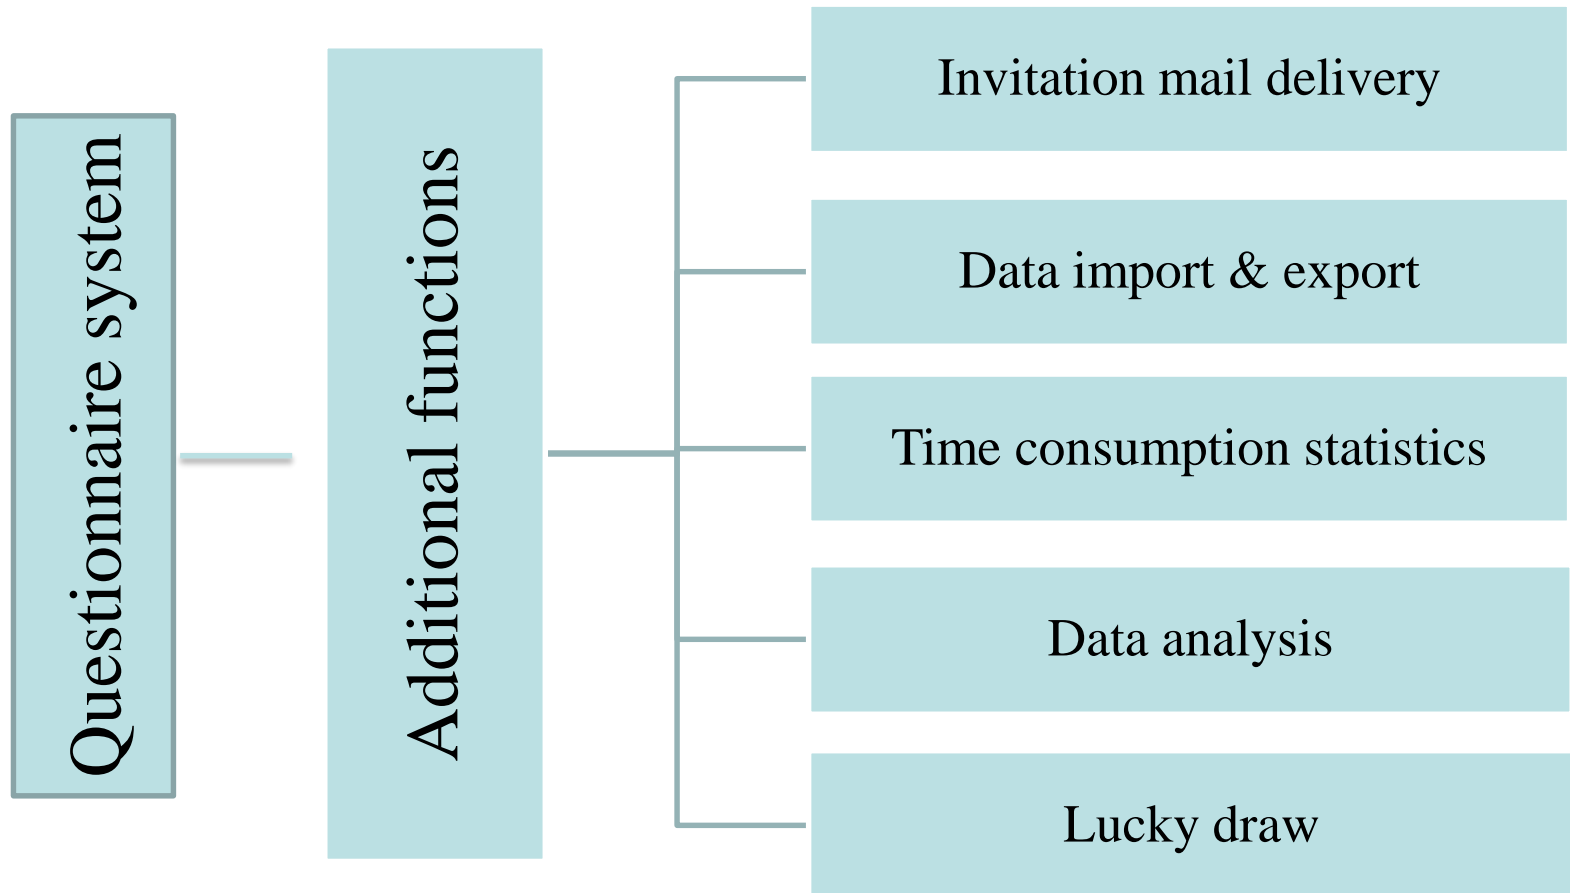 Questionnaire system
Additional functions
Invitation mail delivery
Data import & export
Time consumption statistics
Data analysis
Lucky draw